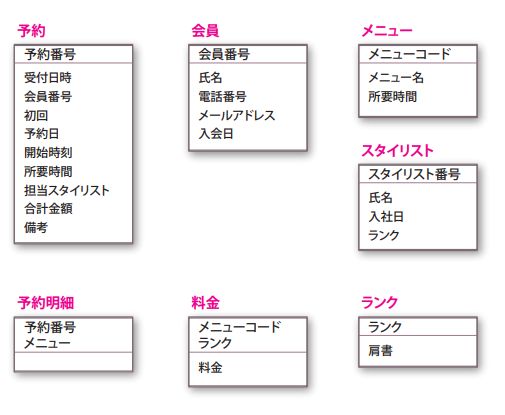 予約
予約番号
受付日時
会員番号
初回
予約日
開始時刻
所要時間
担当スタイリスト
合計金額
備考
会員
会員番号
氏名
電話番号
メールアドレス
入会日
メニュー
メニューコード
メニュー名
所要時間
スタイリスト
スタイリスト番号
氏名
入社日
ランク
予約明細
予約番号
メニュー
料金
メニューコード
ランク
料金
ランク
ランク
肩書